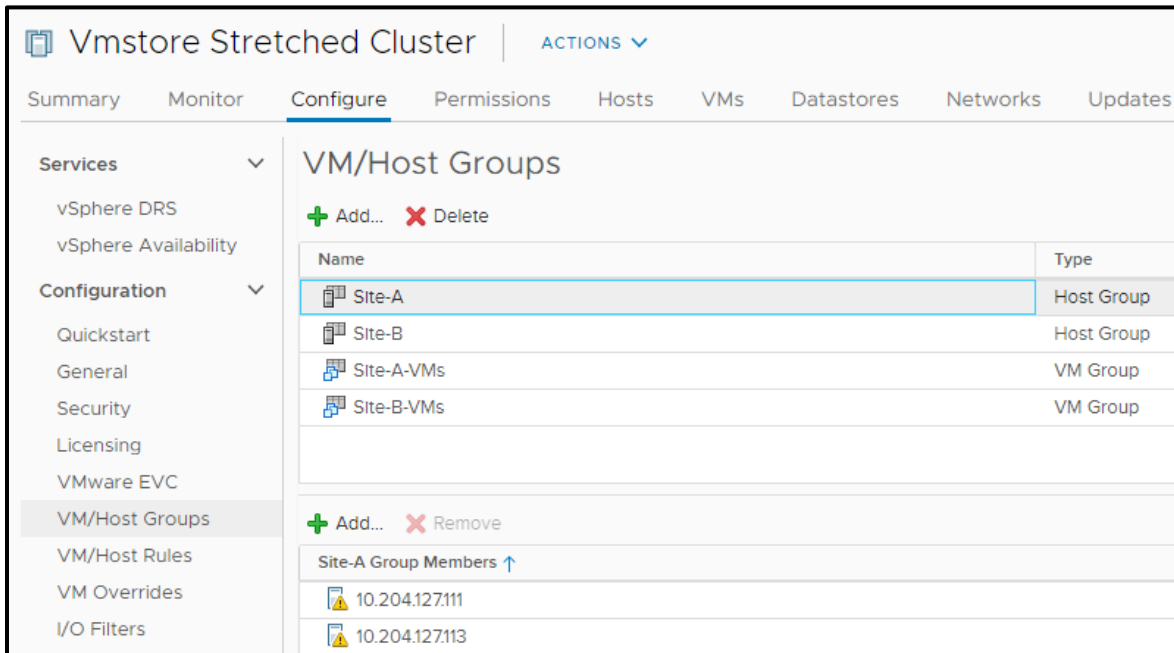 Vmstore Stretched Cluster ACTIONS
Summary Monitor Configure Permissions Hosts VMs Datastores Networks Updates
Services
vSphere DRS
vSphere Availability
Configuration
Quickstart
General
Security
Licensing
VMware EVC
VM/Host Groups
VM/Host Rules
VM Overrides
I/O Filters
VM/Host Groups
Add... Delete
Name Type
Site-A Host Group
Site-B Host Group
Site-A-VMs VM Group
Site-B-VMs VM Group
Add... Remove
Site-A Group Members ↑
10.204.127.111
10.204.127.113